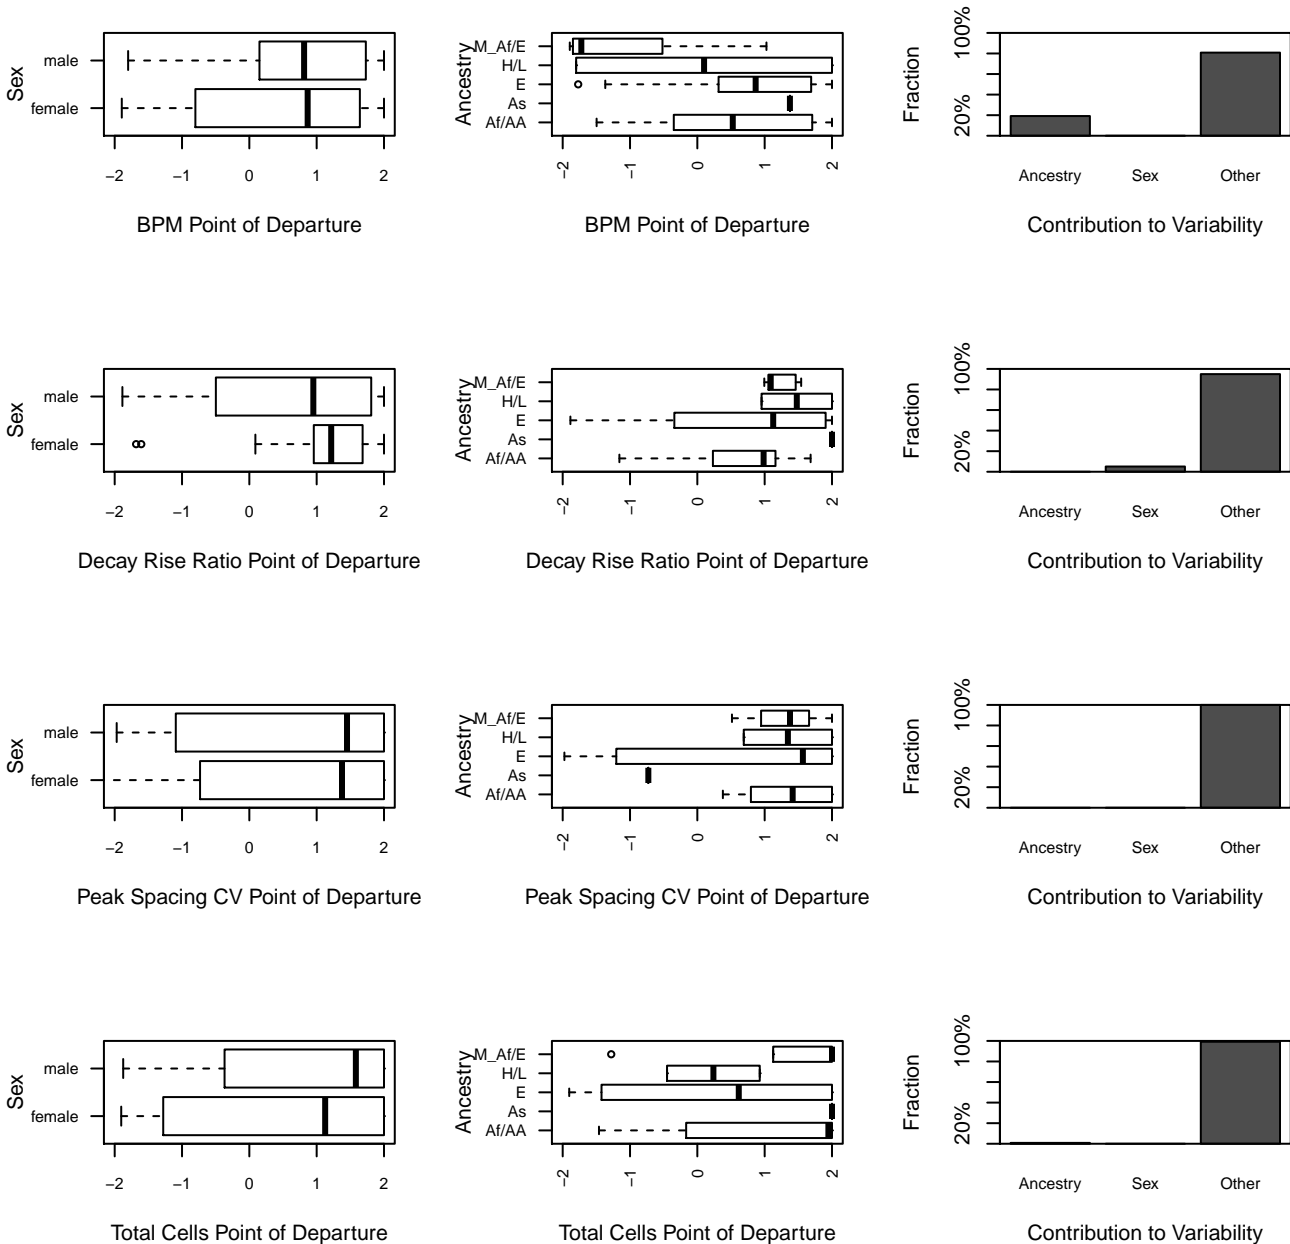 Sex
male
female
−2 −1 0 1 2
BPM Point of Departure
Ancestry
M_Af/E
H/L
E
As
Af/AA
−2 −1 0 1 2
BPM Point of Departure
Fraction
100%
20%
Ancestry Sex Other
Contribution to Variability
Sex
male
female
−2 −1 0 1 2
Decay Rise Ratio Point of Departure
Ancestry
M_Af/E
H/L
E
As
Af/AA
−2 −1 0 1 2
Decay Rise Ratio Point of Departure
Fraction
100%
20%
Ancestry Sex Other
Contribution to Variability
Sex
male
female
−2 −1 0 1 2
Peak Spacing CV Point of Departure
Ancestry
M_Af/E
H/L
E
As
Af/AA
−2 −1 0 1 2
Peak Spacing CV Point of Departure
Fraction
100%
20%
Ancestry Sex Other
Contribution to Variability
Sex
male
female
−2 −1 0 1 2
Total Cells Point of Departure
Ancestry
M_Af/E
H/L
E
As
Af/AA
−2 −1 0 1 2
Total Cells Point of Departure
Fraction
100%
20%
Ancestry Sex Other
Contribution to Variability